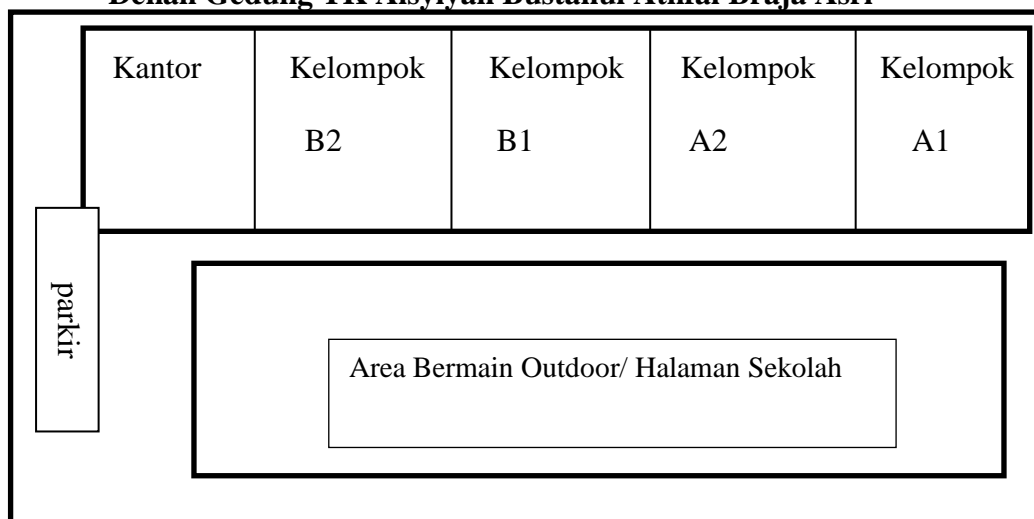 Denah Gedung TK Aisyiyah Bustanul Athfal Braja Asri
Kantor
Kelompok
B2
Kelompok
B1
Kelompok
A2
Kelompok
A1
parkir
Area Bermain Outdoor/ Halaman Sekolah